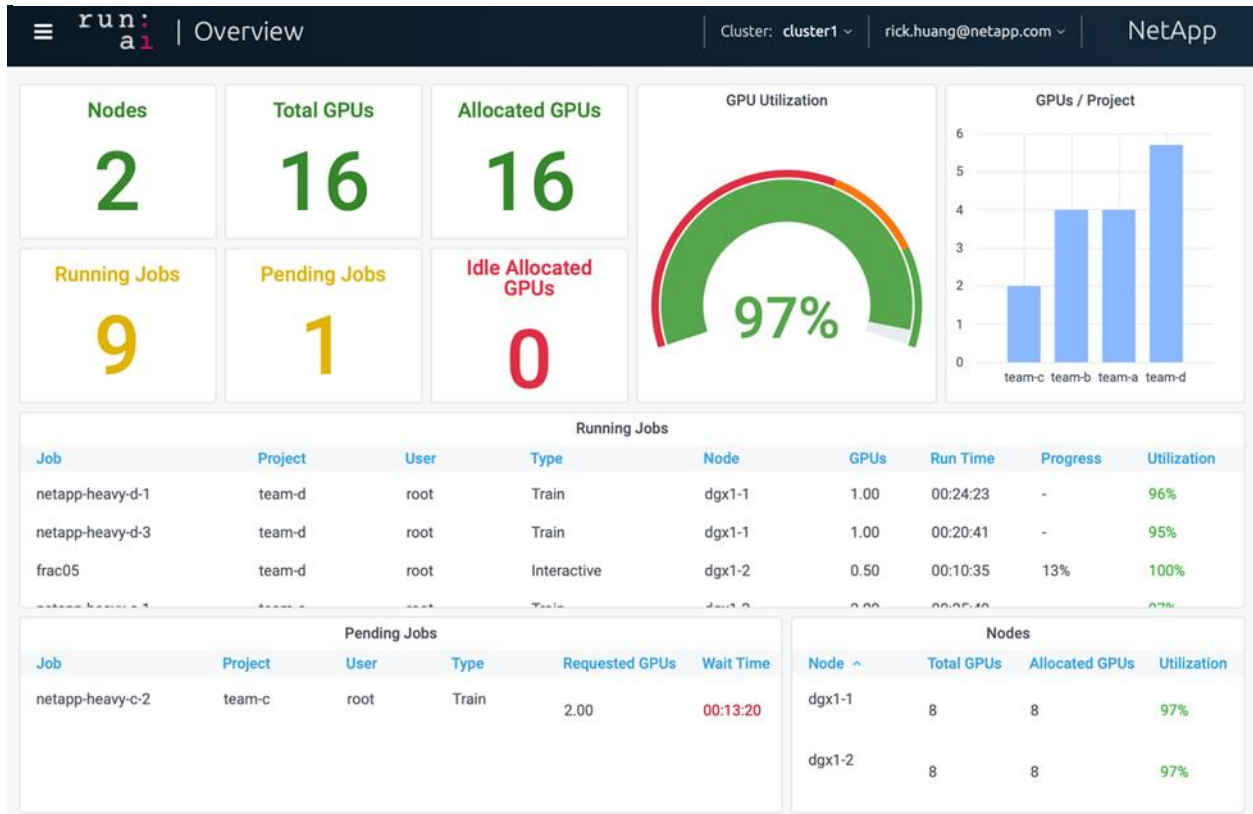 run:
ai | Overview
Cluster: cluster1
rick.huang@netapp.com
NetApp
Nodes
2
Total GPUs
16
Allocated GPUs
16
Running Jobs
9
Pending Jobs
1
Idle Allocated
GPUs
0
GPU Utilization
97%
GPUs / Project
6
5
4
3
2
1
0
team-c team-b team-a team-d
Running Jobs
Job Project User Type Node GPUs Run Time Progress Utilization
netapp-heavy-d-1 team-d root Train dgx1-1 1.00 00:24:23 - 96%
netapp-heavy-d-3 team-d root Train dgx1-1 1.00 00:20:41 - 95%
frac05 team-d root Interactive dgx1-2 0.50 00:10:35 13% 100%
Pending Jobs
Job Project User Type Requested GPUs Wait Time
netapp-heavy-c-2 team-c root Train 2.00 00:13:20
Nodes
Node Total GPUs Allocated GPUs Utilization
dgx1-1 8 8 97%
dgx1-2 8 8 97%